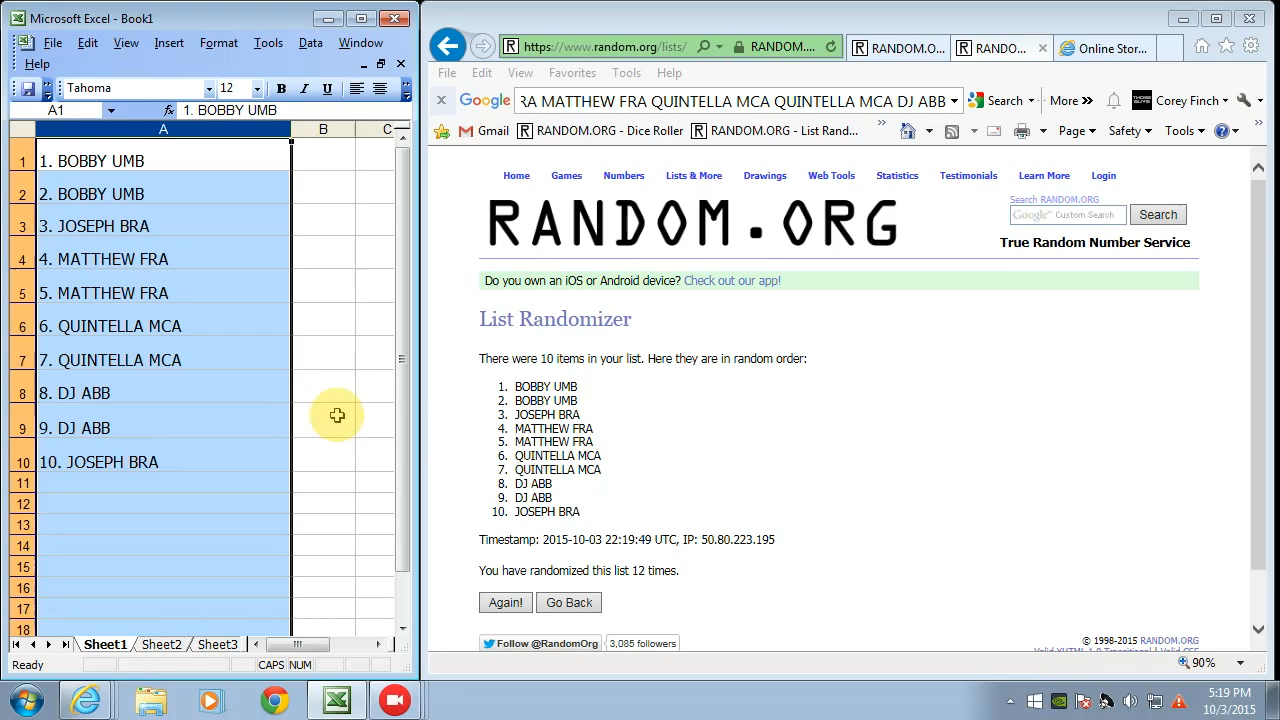 Microsoft Excel - Book1
File Edit View Insert Format Tools Data Window
Help
Tahoma 12 B I U
A1 fx 1. BOBBY UMB
A B C
1 1. BOBBY UMB
2 2. BOBBY UMB
3 3. JOSEPH BRA
4 4. MATTHEW FRA
5 5. MATTHEW FRA
6 6. QUINTELLA MCA
7 7. QUINTELLA MCA
8 8. DJ ABB
9 9. DJ ABB
10 10. JOSEPH BRA
11
12
13
14
15
16
17
18
Sheet1 Sheet2 Sheet3
Ready CAPS NUM
https://www.random.org/lists/ RANDOM.... RANDOM.O... RANDO... Online Stor...
File Edit View Favorites Tools Help
Google RA MATTHEW FRA QUINTELLA MCA QUINTELLA MCA DJ ABB Search More » Corey Finch
Gmail RANDOM.ORG - Dice Roller RANDOM.ORG - List Rand... Page Safety Tools
Home Games Numbers Lists & More Drawings Web Tools Statistics Testimonials Learn More Login
RANDOM.ORG
Search RANDOM.ORG
Google™ Custom Search Search
True Random Number Service
Do you own an iOS or Android device? Check out our app!
List Randomizer
There were 10 items in your list. Here they are in random order:
1. BOBBY UMB
2. BOBBY UMB
3. JOSEPH BRA
4. MATTHEW FRA
5. MATTHEW FRA
6. QUINTELLA MCA
7. QUINTELLA MCA
8. DJ ABB
9. DJ ABB
10. JOSEPH BRA
Timestamp: 2015-10-03 22:19:49 UTC, IP: 50.80.223.195
You have randomized this list 12 times.
Again! Go Back
Follow @RandomOrg 3,085 followers
© 1998-2015 RANDOM.ORG
Valid XHTML 1.0 Transitional | Valid CSS
90%
5:19 PM
10/3/2015